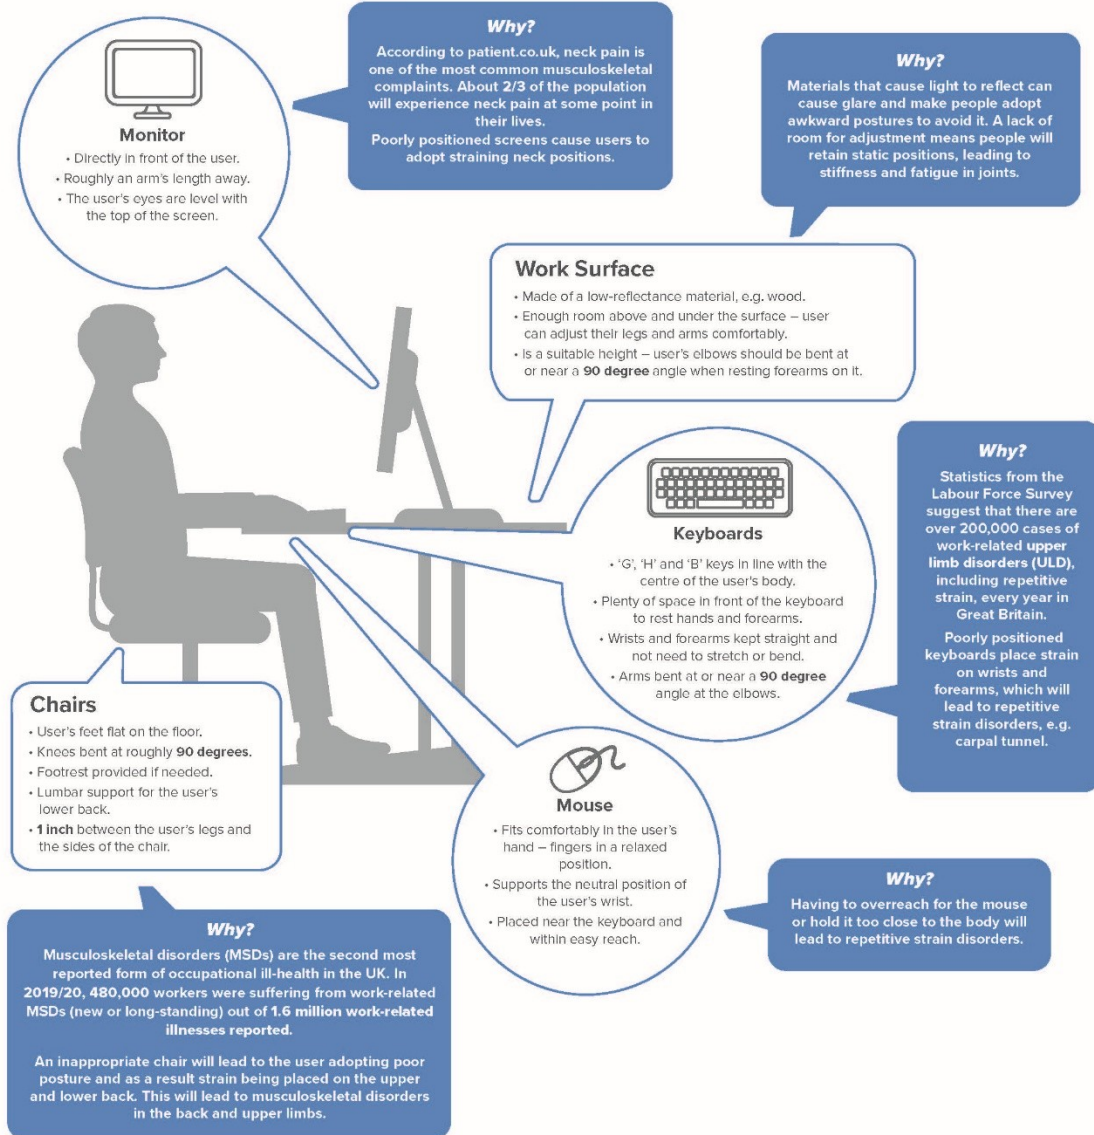 Why?
According to patient.co.uk, neck pain is
one of the most common musculoskeletal
complaints. About 2/3 of the population
will experience neck pain at some point in
their lives.
Poorly positioned screens cause users to
adopt straining neck positions.
Monitor
• Directly in front of the user.
• Roughly an arm's length away.
• The user's eyes are level with
the top of the screen.
Why?
Materials that cause light to reflect can
cause glare and make people adopt
awkward postures to avoid it. A lack of
room for adjustment means people will
retain static positions, leading to
stiffness and fatigue in joints.
Work Surface
• Made of a low-reflectance material, e.g. wood.
• Enough room above and under the surface – user
can adjust their legs and arms comfortably.
• Is a suitable height – user's elbows should be bent at
or near a 90 degree angle when resting forearms on it.
Keyboards
• 'G', 'H' and 'B' keys in line with the
centre of the user's body.
• Plenty of space in front of the keyboard
to rest hands and forearms.
• Wrists and forearms kept straight and
not need to stretch or bend.
• Arms bent at or near a 90 degree
angle at the elbows.
Why?
Statistics from the
Labour Force Survey
suggest that there are
over 200,000 cases of
work-related upper
limb disorders (ULD),
including repetitive
strain, every year in
Great Britain.
Poorly positioned
keyboards place strain
on wrists and
forearms, which will
lead to repetitive
strain disorders, e.g.
carpal tunnel.
Chairs
• User's feet flat on the floor.
• Knees bent at roughly 90 degrees.
• Footrest provided if needed.
• Lumbar support for the user's
lower back.
• 1 inch between the user's legs and
the sides of the chair.
Mouse
• Fits comfortably in the user's
hand – fingers in a relaxed
position.
• Supports the neutral position of
the user's wrist.
• Placed near the keyboard and
within easy reach.
Why?
Having to overreach for the mouse
or hold it too close to the body will
lead to repetitive strain disorders.
Why?
Musculoskeletal disorders (MSDs) are the second most
reported form of occupational ill-health in the UK. In
2019/20, 480,000 workers were suffering from work-related
MSDs (new or long-standing) out of 1.6 million work-related
illnesses reported.
An inappropriate chair will lead to the user adopting poor
posture and as a result strain being placed on the upper
and lower back. This will lead to musculoskeletal disorders
in the back and upper limbs.